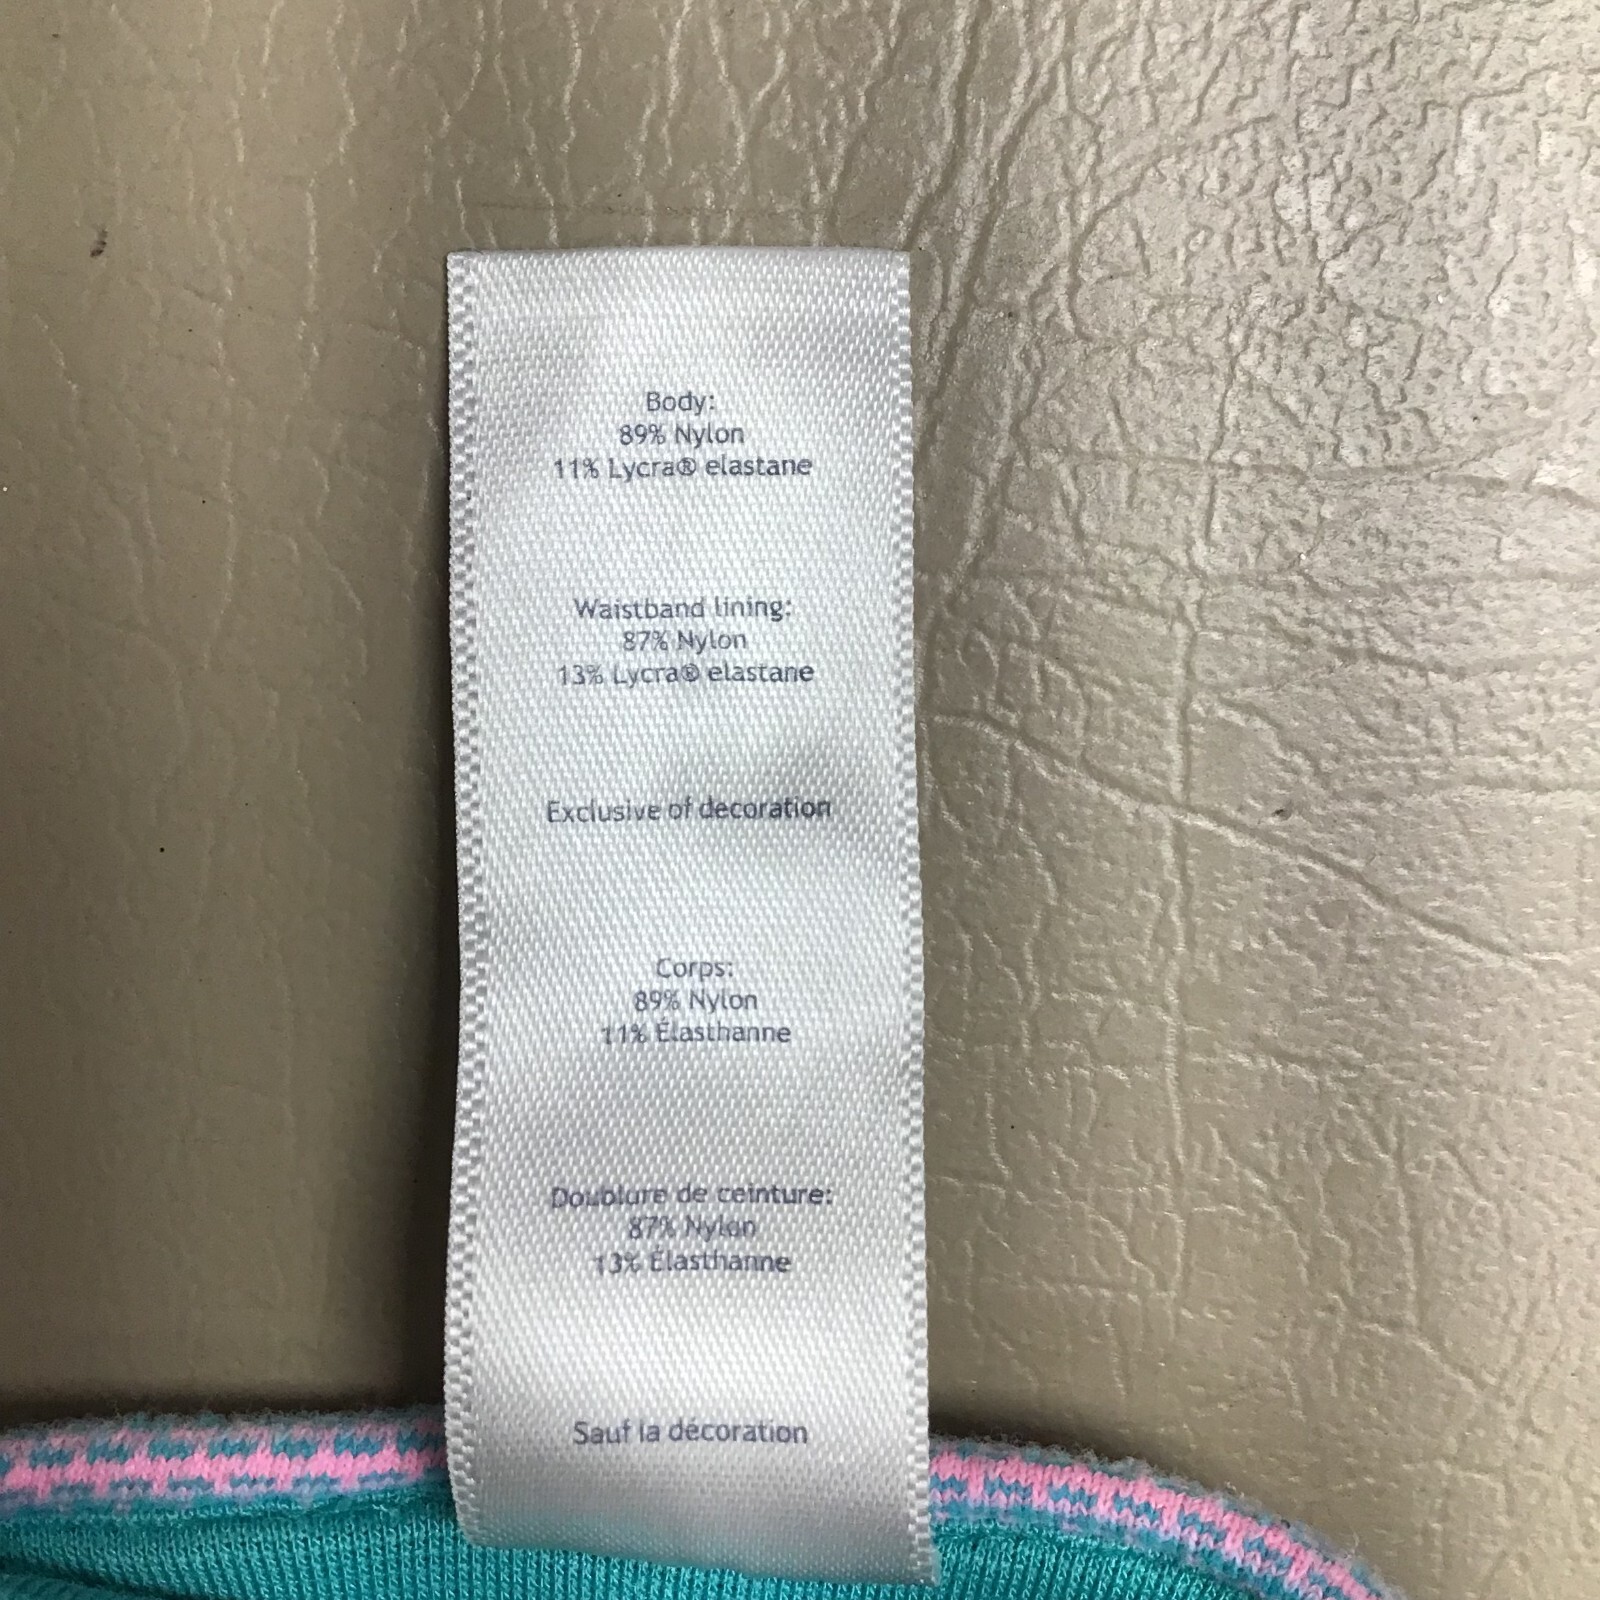 Body:
89% Nylon
11% Lycra® elastane
Waistband lining:
87% Nylon
13% Lycra® elastane
Exclusive of decoration
Corps:
89% Nylon
11% Élasthanne
Doublure de ceinture:
87% Nylon
13% Élasthanne
Sauf la décoration